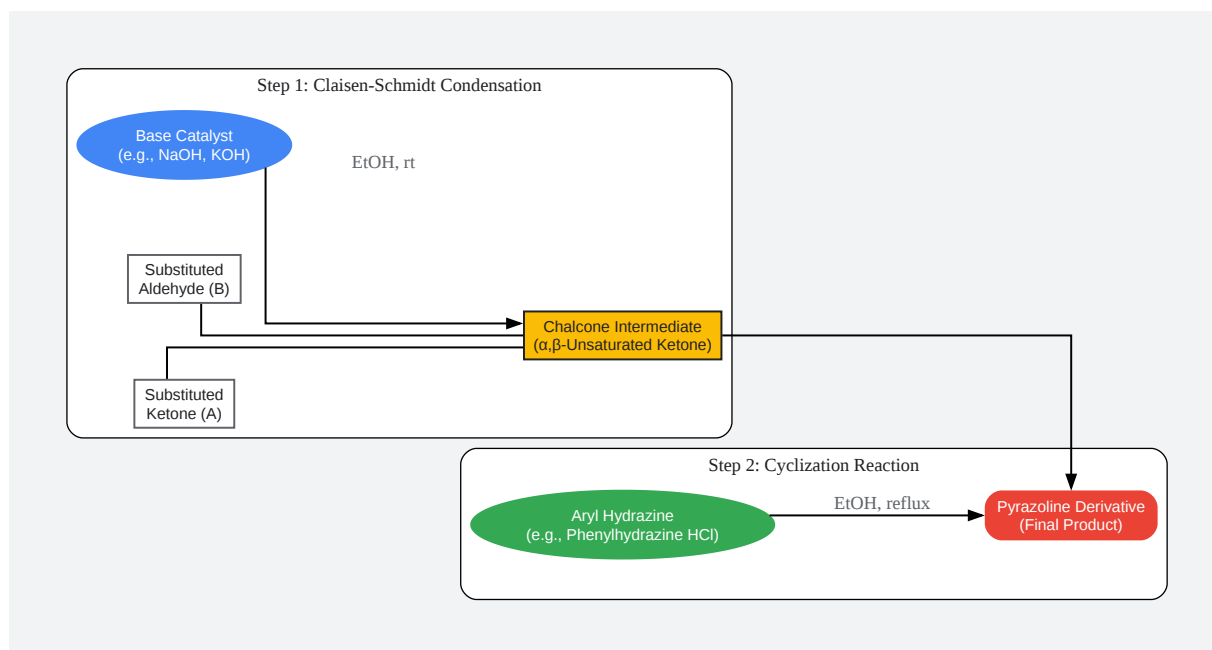 Step 1: Claisen-Schmidt Condensation
Base Catalyst
(e.g., NaOH, KOH)
EtOH, rt
Substituted
Aldehyde (B)
Chalcone Intermediate
(α,β-Unsaturated Ketone)
Substituted
Ketone (A)
Step 2: Cyclization Reaction
Aryl Hydrazine
(e.g., Phenylhydrazine HCl)
EtOH, reflux
Pyrazoline Derivative
(Final Product)